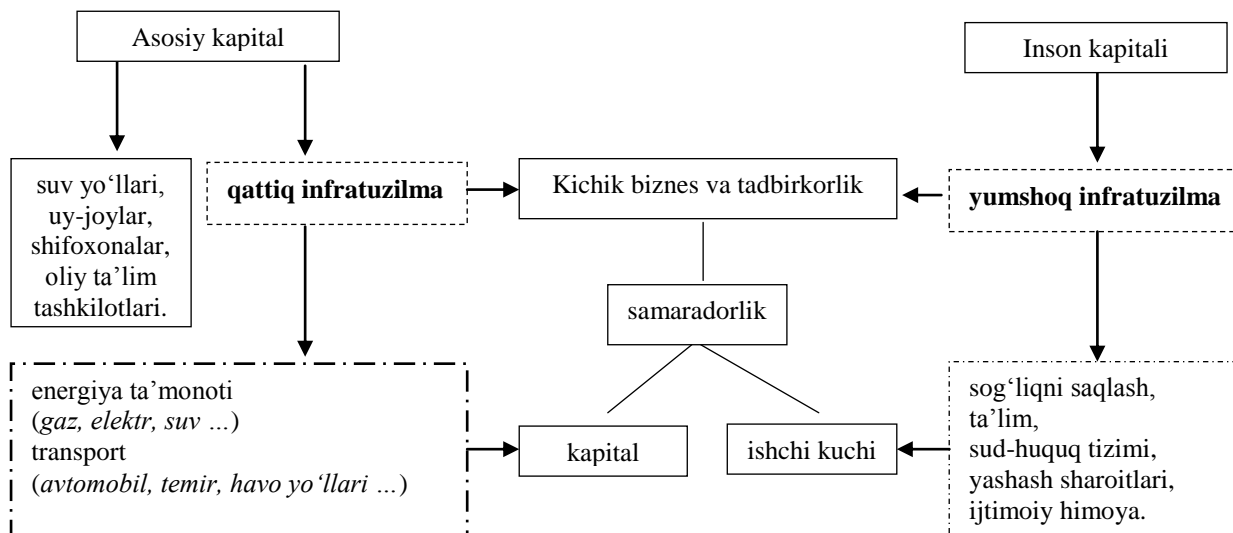 Asosiy kapital
Inson kapitali
suv yo‘llari,
uy-joylar,
shifoxonalar,
oliy ta’lim
tashkilotlari.
qattiq infratuzilma
Kichik biznes va tadbirkorlik
yumshoq infratuzilma
samaradorlik
energiya ta’monoti
(gaz, elektr, suv …)
transport
(avtomobil, temir, havo yo‘llari …)
kapital
ishchi kuchi
sog‘liqni saqlash,
ta’lim,
sud-huquq tizimi,
yashash sharoitlari,
ijtimoiy himoya.